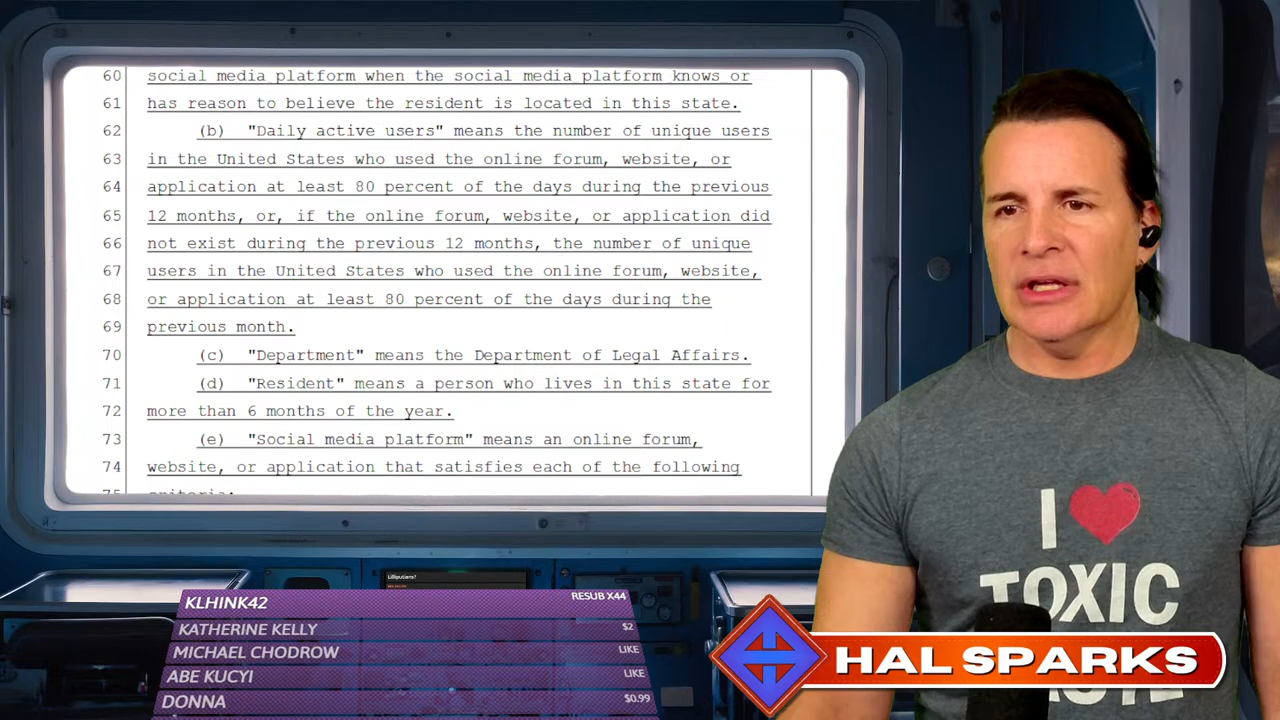 60 social media platform when the social media platform knows or
61 has reason to believe the resident is located in this state.
62 (b) "Daily active users" means the number of unique users
63 in the United States who used the online forum, website, or
64 application at least 80 percent of the days during the previous
65 12 months, or, if the online forum, website, or application did
66 not exist during the previous 12 months, the number of unique
67 users in the United States who used the online forum, website,
68 or application at least 80 percent of the days during the
69 previous month.
70 (c) "Department" means the Department of Legal Affairs.
71 (d) "Resident" means a person who lives in this state for
72 more than 6 months of the year.
73 (e) "Social media platform" means an online forum,
74 website, or application that satisfies each of the following
75 criteria:
I
TOXIC
Lilliputians!
KLHINK42 RESUB X44
KATHERINE KELLY $2
MICHAEL CHODROW LIKE
ABE KUCYI LIKE
DONNA $0.99
HAL SPARKS